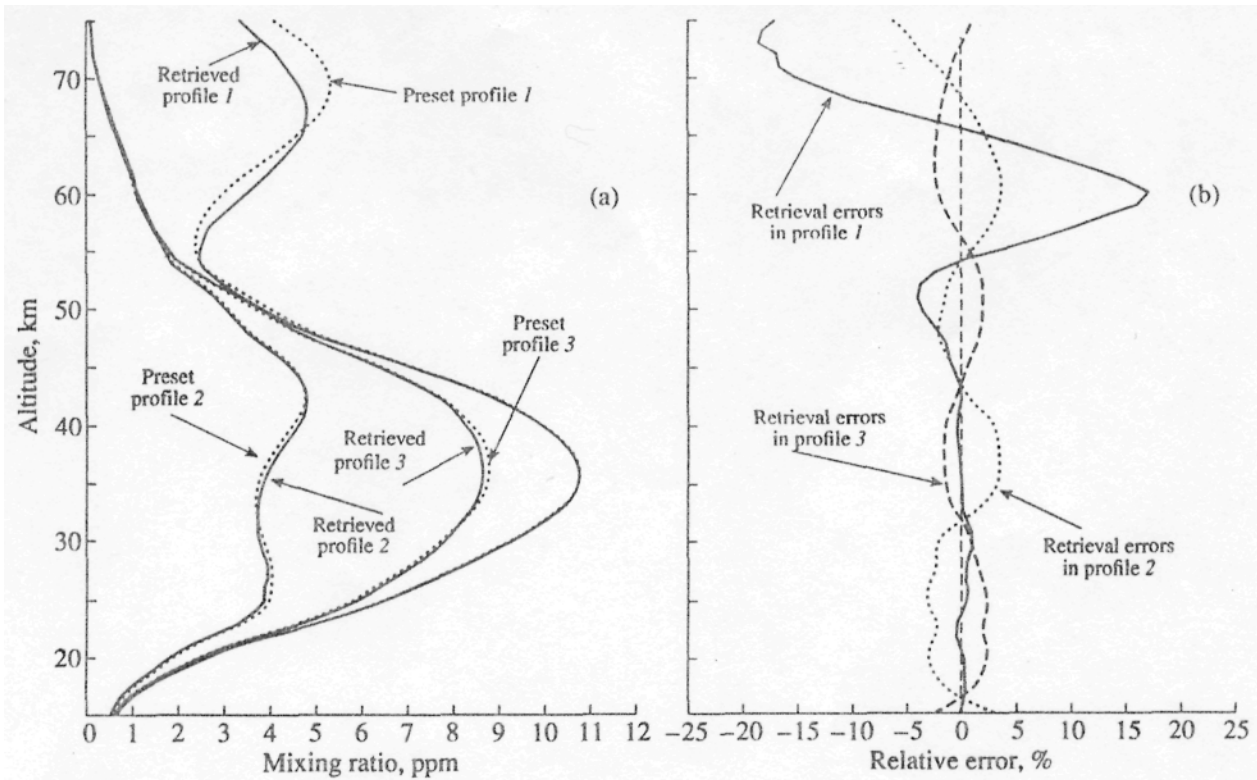 70
60
50
40
30
20
Altitude, km
0 1 2 3 4 5 6 7 8 9 10 11 12
Mixing ratio, ppm
Retrieved
profile 1
Preset profile 1
(a)
Preset
profile 3
Preset
profile 2
Retrieved
profile 3
Retrieved
profile 2
−25 −20 −15 −10 −5 0 5 10 15 20 25
Relative error, %
(b)
Retrieval errors
in profile 1
Retrieval errors
in profile 3
Retrieval errors
in profile 2